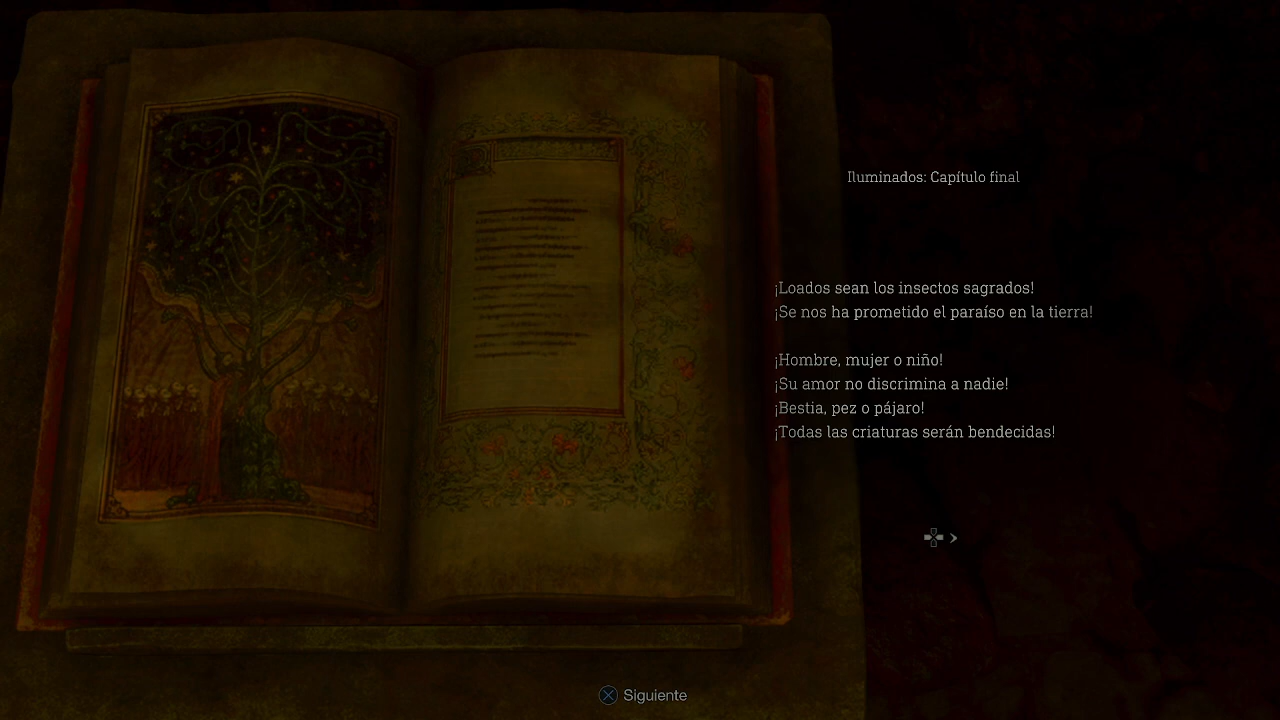 Iluminados: Capítulo final
¡Loados sean los insectos sagrados!
¡Se nos ha prometido el paraíso en la tierra!
¡Hombre, mujer o niño!
¡Su amor no discrimina a nadie!
¡Bestia, pez o pájaro!
¡Todas las criaturas serán bendecidas!
Siguiente